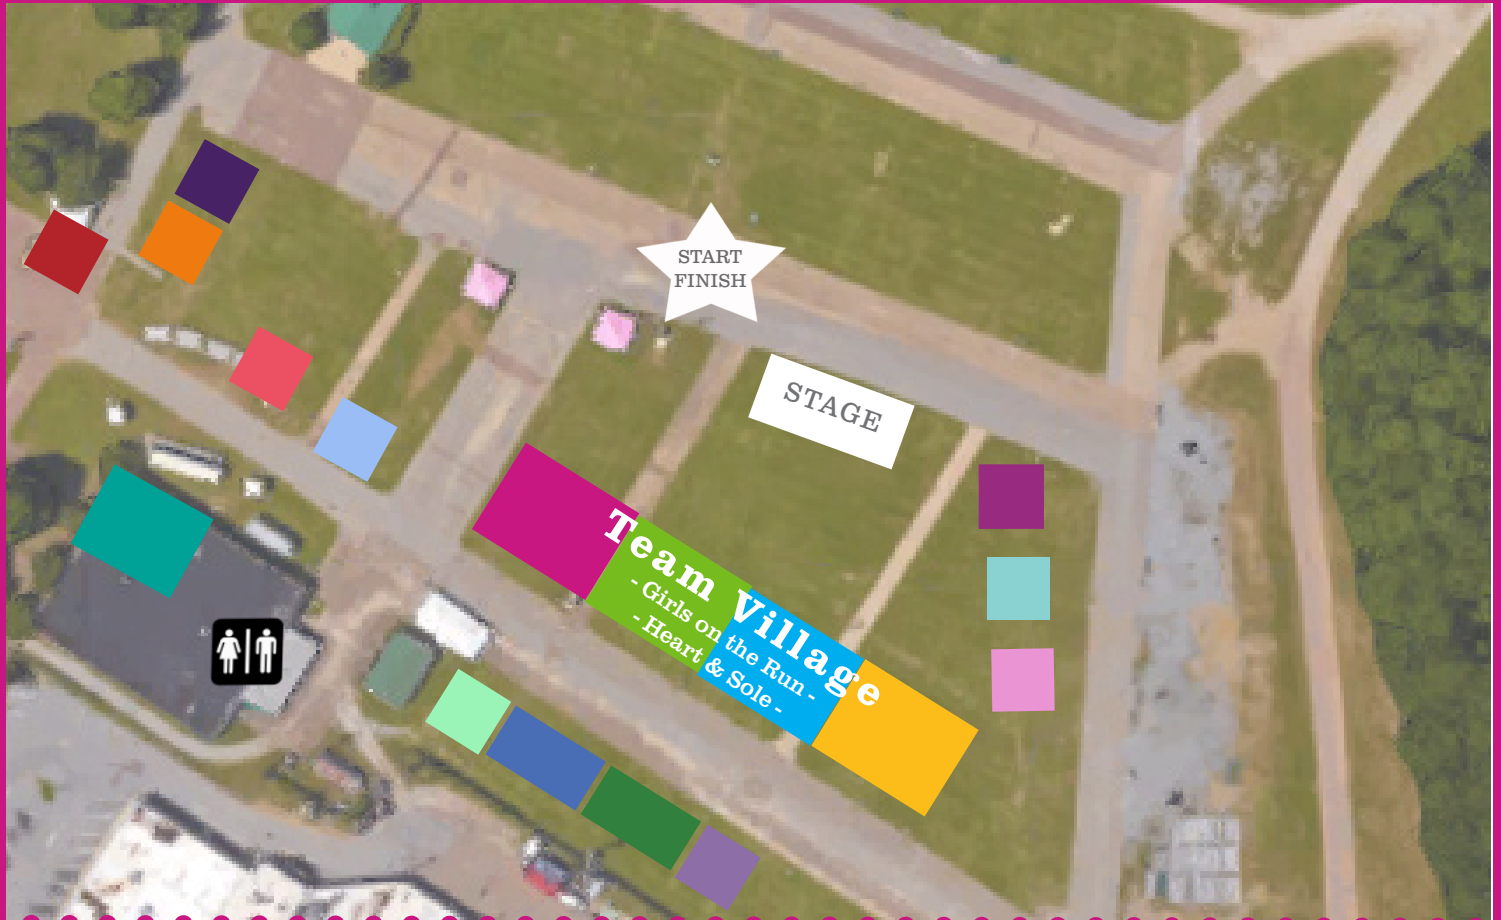 START
FINISH
STAGE
Team Village
- Girls on the Run -
- Heart & Sole -